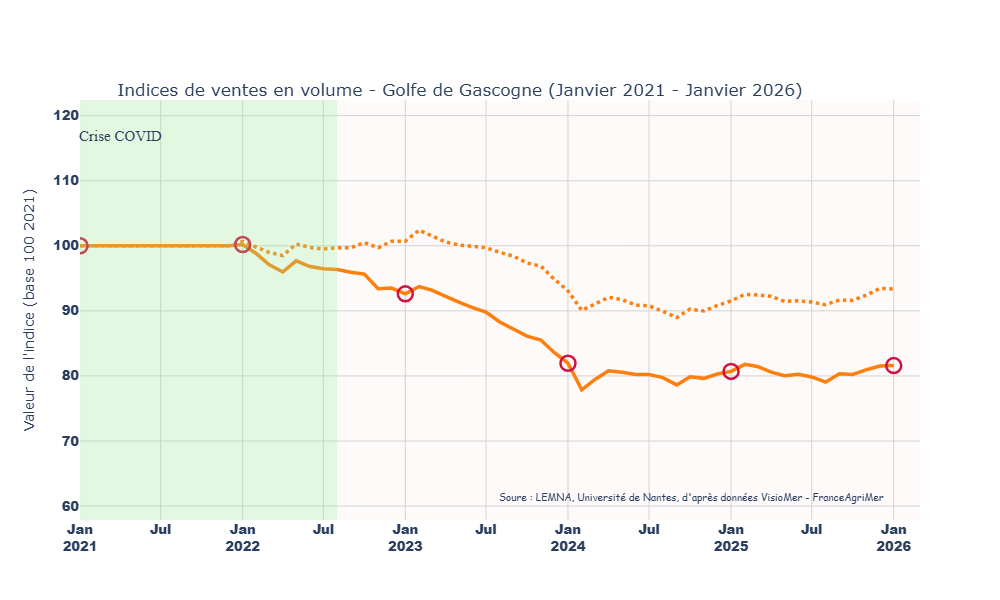 Indices de ventes en volume - Golfe de Gascogne (Janvier 2021 - Janvier 2026)
Valeur de l'indice (base 100 2021)
120
Crise COVID
110
100
90
80
70
60
Soure : LEMNA, Université de Nantes, d'après données VisioMer - FranceAgriMer
Jan Jul Jan Jul Jan Jul Jan Jul Jan Jul Jan
2021 2022 2023 2024 2025 2026